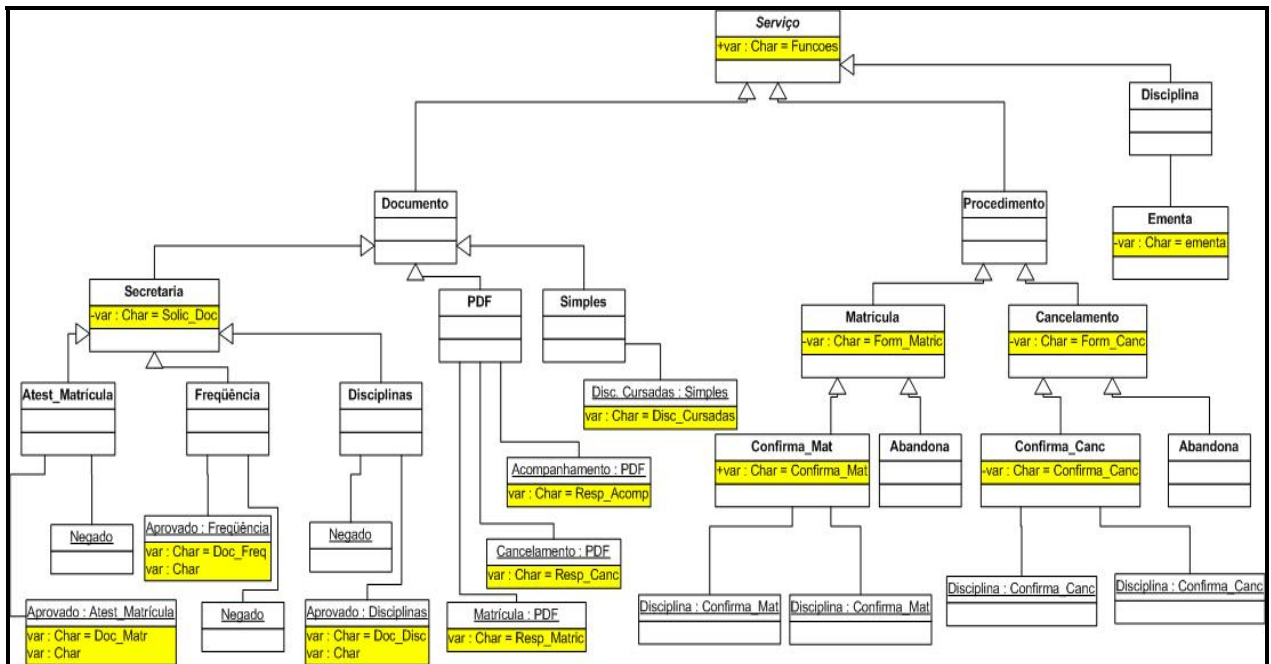 Serviço
+var : Char = Funcoes
Disciplina
Documento
Procedimento
Ementa
-var : Char = ementa
Secretaria
-var : Char = Solic_Doc
PDF
Simples
Matrícula
-var : Char = Form_Matric
Cancelamento
-var : Char = Form_Canc
Atest_Matrícula
Freqüência
Disciplinas
Disc. Cursadas : Simples
var : Char = Disc_Cursadas
Confirma_Mat
+var : Char = Confirma_Mat
Abandona
Confirma_Canc
-var : Char = Confirma_Canc
Abandona
Acompanhamento : PDF
var : Char = Resp_Acomp
Negado
Aprovado : Freqüência
var : Char = Doc_Freq
var : Char
Negado
Cancelamento : PDF
var : Char = Resp_Canc
Disciplina : Confirma_Mat
Disciplina : Confirma_Mat
Disciplina : Confirma_Canc
Disciplina : Confirma_Canc
Aprovado : Atest_Matrícula
var : Char = Doc_Matr
var : Char
Negado
Aprovado : Disciplinas
var : Char = Doc_Disc
var : Char
Matrícula : PDF
var : Char = Resp_Matric